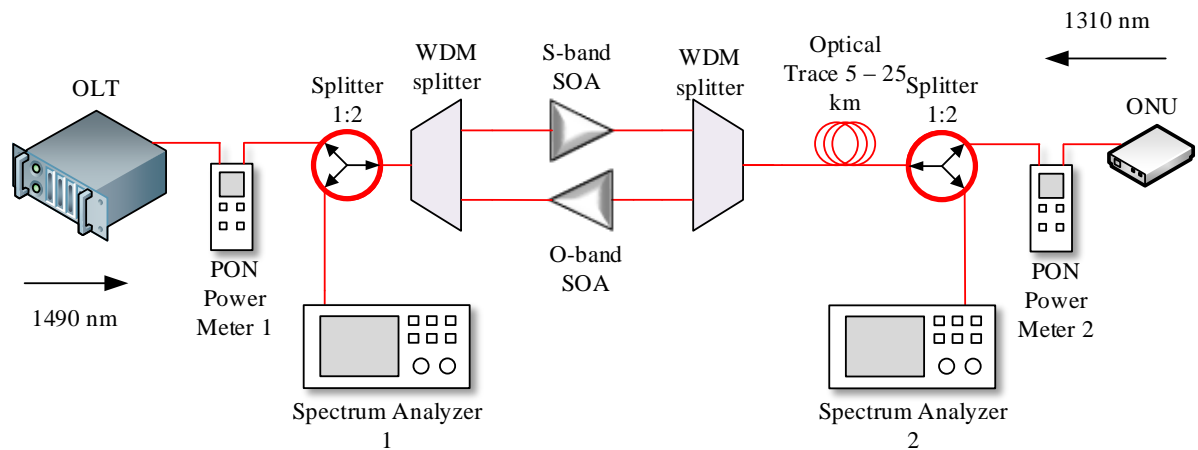 OLT
1490 nm
PON
Power
Meter 1
Splitter
1:2
Spectrum Analyzer
1
WDM
splitter
S-band
SOA
O-band
SOA
WDM
splitter
Optical
Trace 5 – 25
km
Splitter
1:2
Spectrum Analyzer
2
1310 nm
ONU
PON
Power
Meter 2